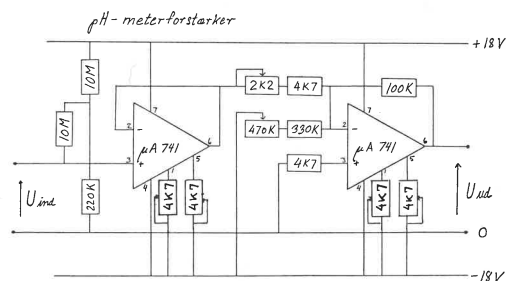 pH-meterforstærker
+18V
10M
10M
220K
7
2
-
3
+
μA 741
6
4
1
5
4K7
4K7
2K2
4K7
470K
330K
4K7
100K
7
2
-
3
+
μA 741
6
4
1
5
4K7
4K7
Uind
Uud
0
-18V